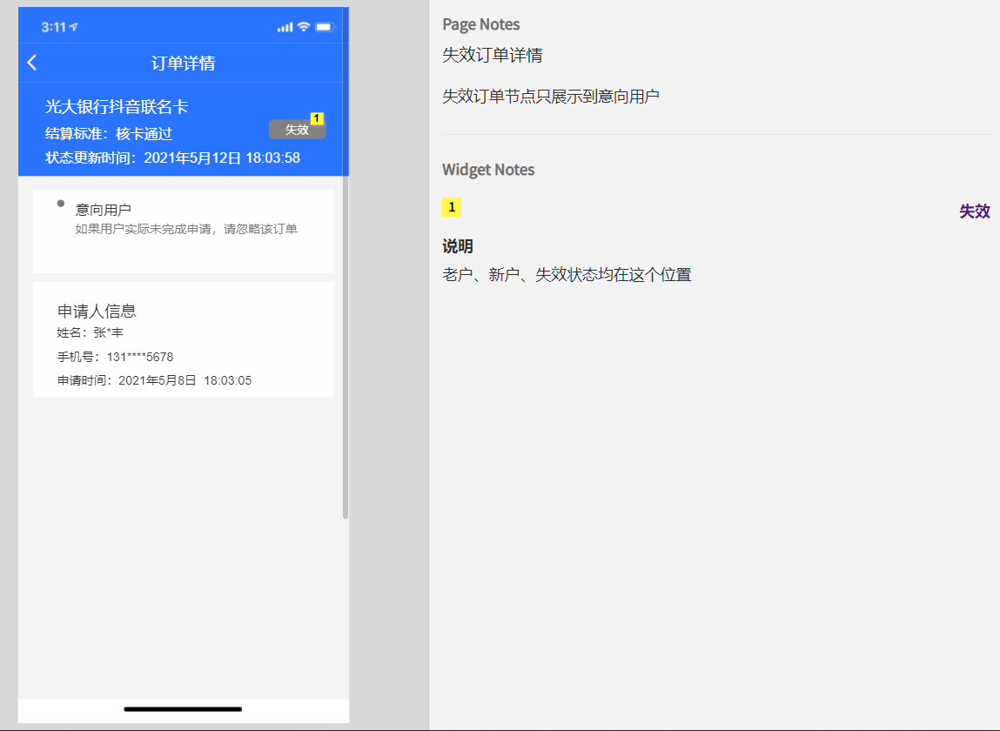 3:11
订单详情
光大银行抖音联名卡
1
失效
结算标准：核卡通过
状态更新时间：2021年5月12日 18:03:58
意向用户
如果用户实际未完成申请，请忽略该订单
申请人信息
姓名：张*丰
手机号：131****5678
申请时间：2021年5月8日 18:03:05
Page Notes
失效订单详情
失效订单节点只展示到意向用户
Widget Notes
1
失效
说明
老户、新户、失效状态均在这个位置